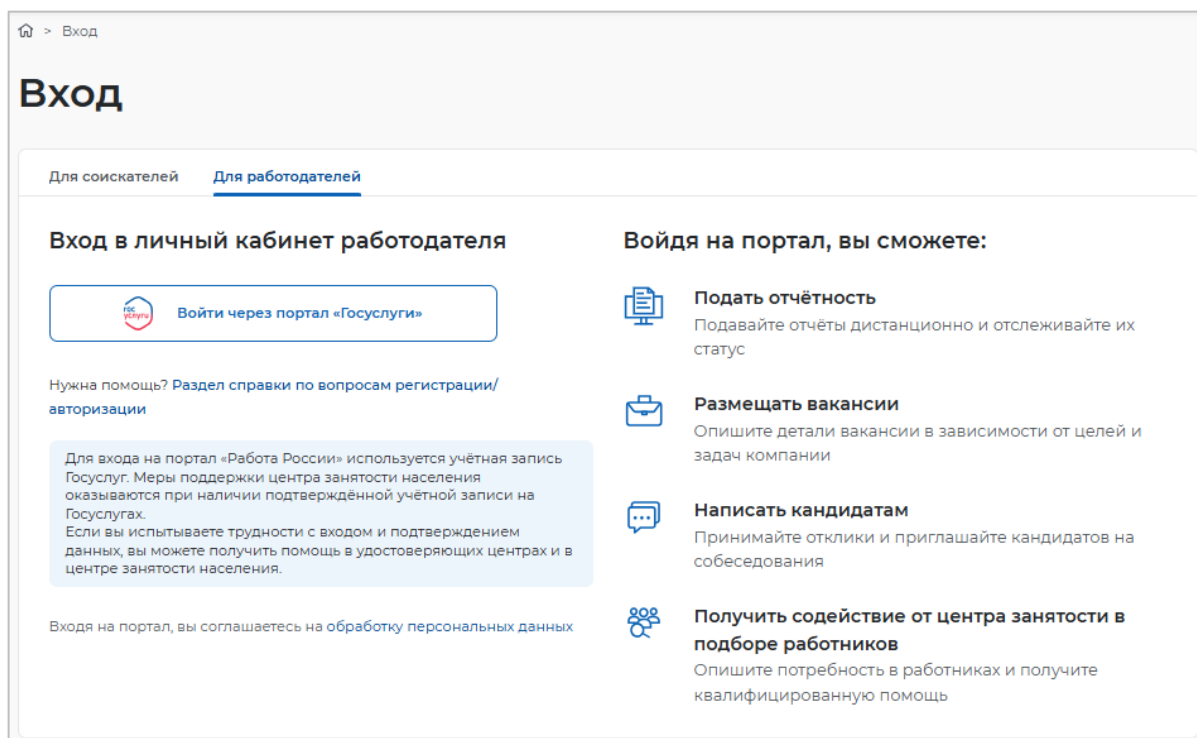 > Вход
Вход
Для соискателей Для работодателей
Вход в личный кабинет работодателя
гос услуги
Войти через портал «Госуслуги»
Нужна помощь? Раздел справки по вопросам регистрации/
авторизации
Для входа на портал «Работа России» используется учётная запись
Госуслуг. Меры поддержки центра занятости населения
оказываются при наличии подтверждённой учётной записи на
Госуслугах.
Если вы испытываете трудности с входом и подтверждением
данных, вы можете получить помощь в удостоверяющих центрах и в
центре занятости населения.
Входя на портал, вы соглашаетесь на обработку персональных данных
Войдя на портал, вы сможете:
Подать отчётность
Подавайте отчёты дистанционно и отслеживайте их
статус
Размещать вакансии
Опишите детали вакансии в зависимости от целей и
задач компании
Написать кандидатам
Принимайте отклики и приглашайте кандидатов на
собеседования
Получить содействие от центра занятости в
подборе работников
Опишите потребность в работниках и получите
квалифицированную помощь